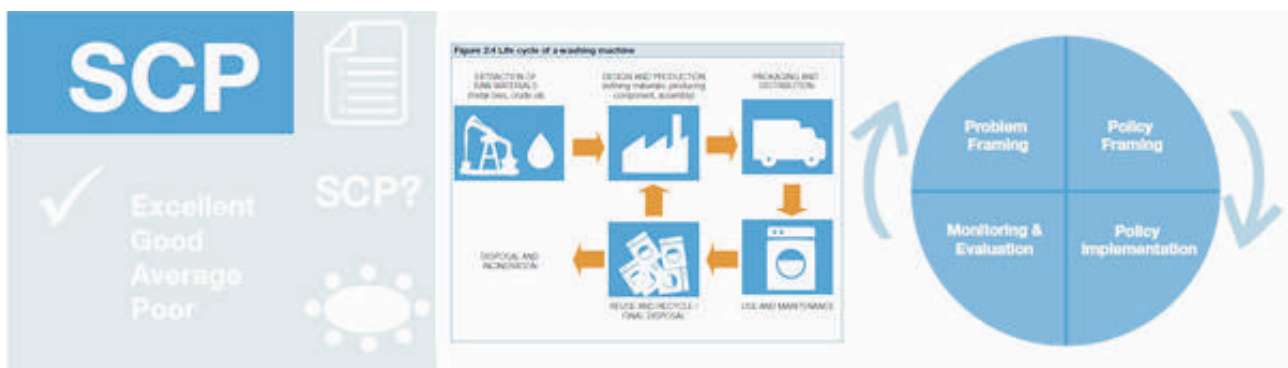 SCP
SCP?
Excellent
Good
Average
Poor
Figure 2.4 Life cycle of a washing machine
EXTRACTION OF
RAW MATERIALS
(metal ores, crude oil)
DESIGN AND PRODUCTION
(refining materials, producing
component, assembly)
PACKAGING AND
DISTRIBUTION
DISPOSAL AND
INCINERATION
REUSE AND RECYCLE /
FINAL DISPOSAL
USE AND MAINTENANCE
Problem
Framing
Policy
Framing
Monitoring &
Evaluation
Policy
Implementation